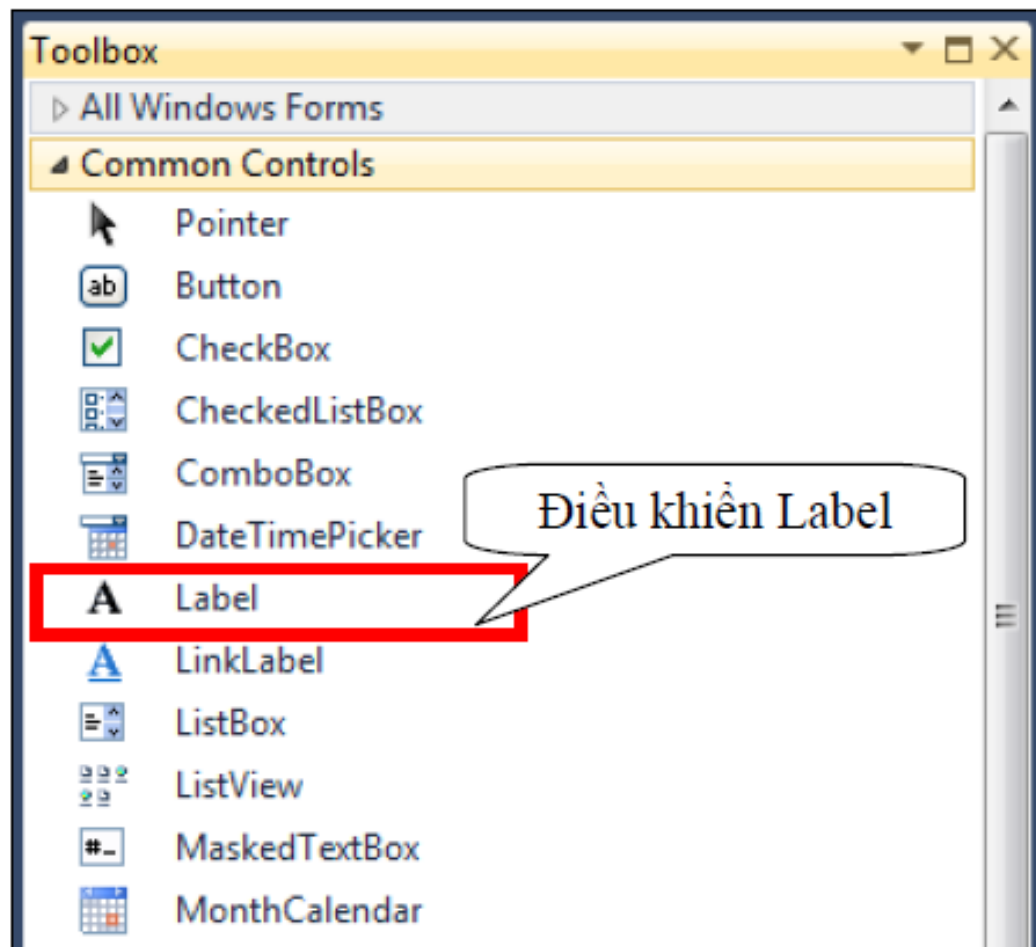 Toolbox
All Windows Forms
Common Controls
Pointer
ab Button
CheckBox
CheckedListBox
ComboBox
Điều khiển Label
DateTimePicker
A Label
A LinkLabel
ListBox
ListView
#_ MaskedTextBox
MonthCalendar